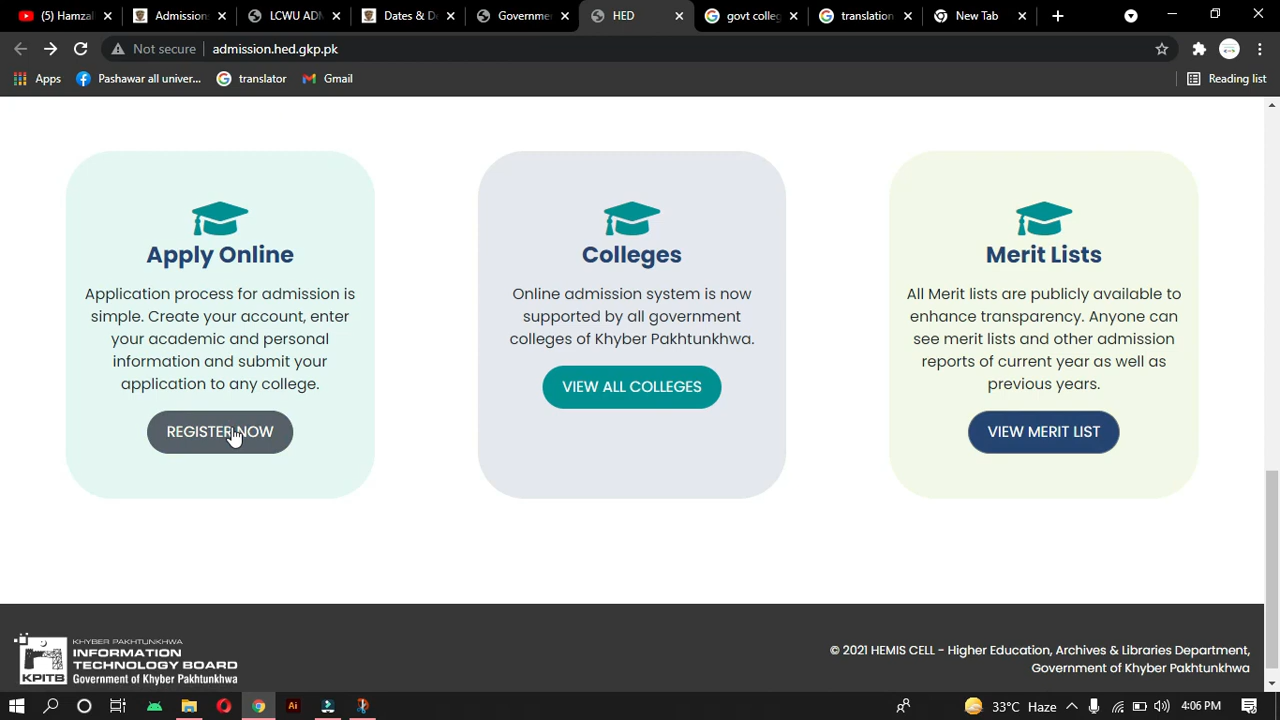 (5) Hamzai
Admissions
LCWU ADM
Dates & D
Governme
HED
govt colleg
translation
New Tab
Not secure admission.hed.gkp.pk
Apps
Pashawar all univer...
translator
Gmail
Reading list
Apply Online
Application process for admission is
simple. Create your account, enter
your academic and personal
information and submit your
application to any college.
REGISTER NOW
Colleges
Online admission system is now
supported by all government
colleges of Khyber Pakhtunkhwa.
VIEW ALL COLLEGES
Merit Lists
All Merit lists are publicly available to
enhance transparency. Anyone can
see merit lists and other admission
reports of current year as well as
previous years.
VIEW MERIT LIST
KPITB
KHYBER PAKHTUNKHWA
INFORMATION
TECHNOLOGY BOARD
Government of Khyber Pakhtunkhwa
© 2021 HEMIS CELL - Higher Education, Archives & Libraries Department,
Government of Khyber Pakhtunkhwa
Ai
33°C Haze
4:06 PM